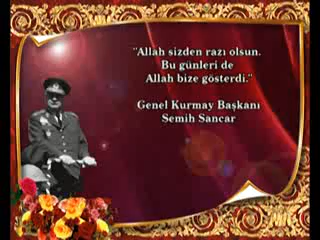 "Allah sizden razı olsun.
Bu günleri de
Allah bize gösterdi."
Genel Kurmay Başkanı
Semih Sancar